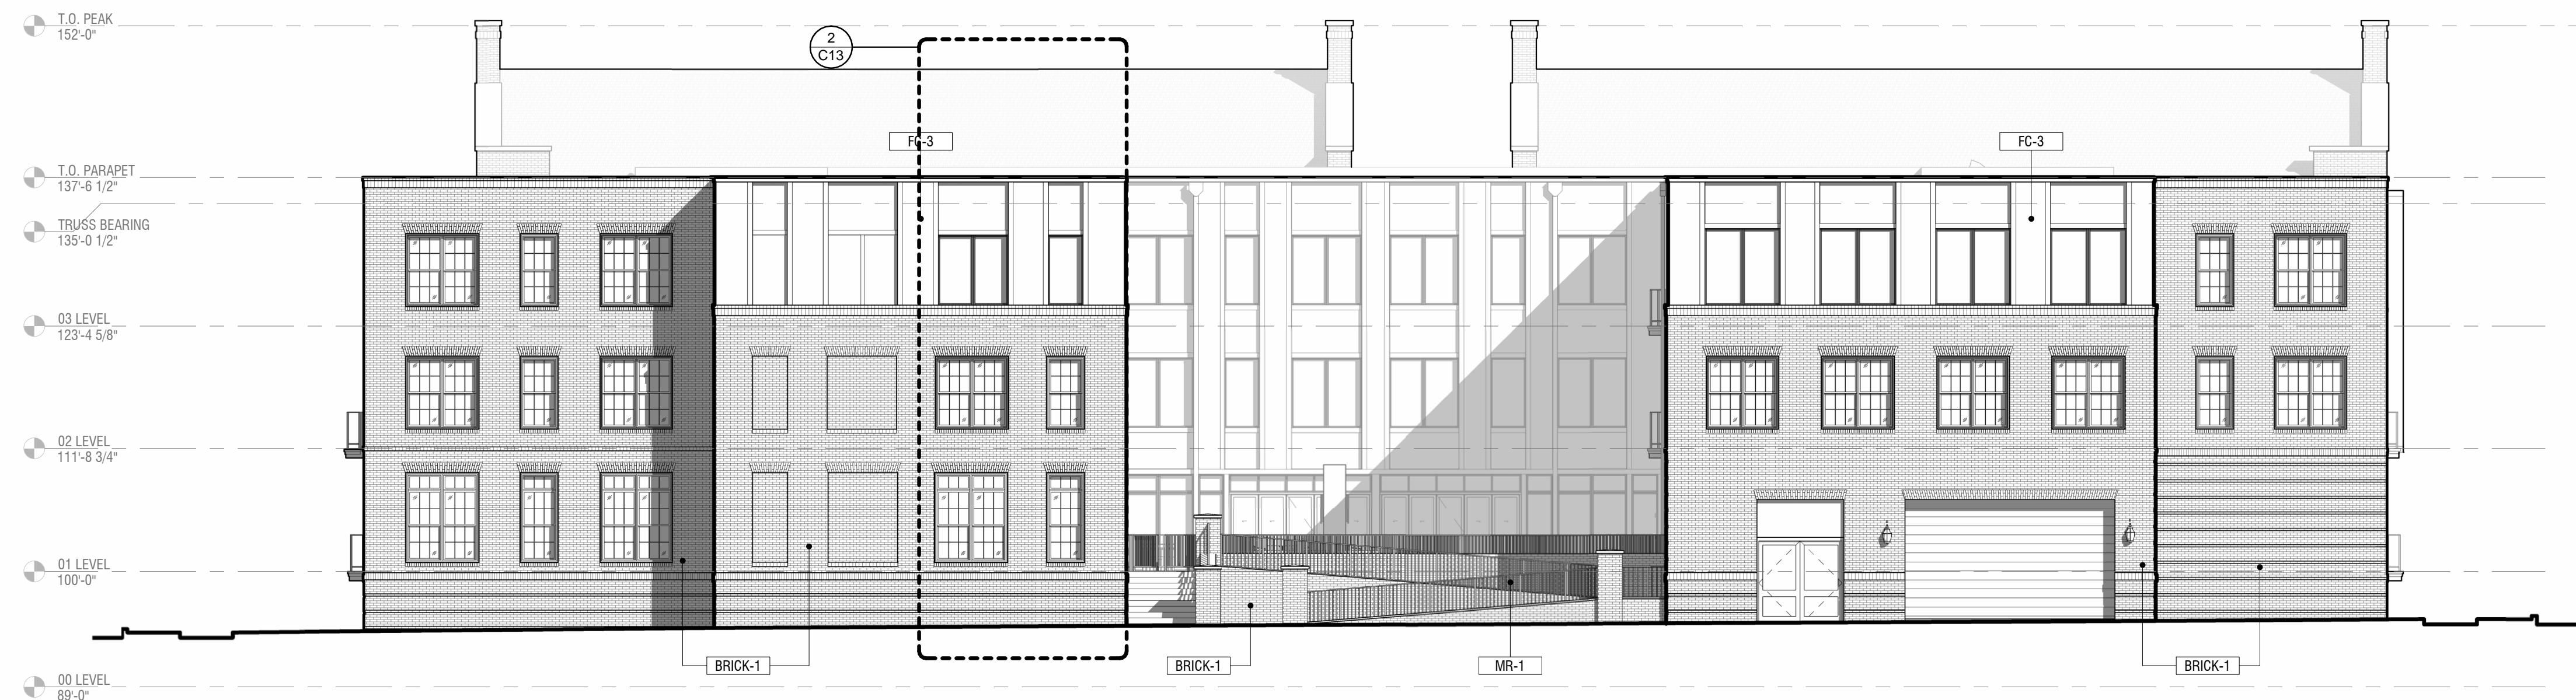 T.O. PEAK
152'-0"
2
C13
FC-3
FC-3
T.O. PARAPET
137'-6 1/2"
TRUSS BEARING
135'-0 1/2"
03 LEVEL
123'-4 5/8"
02 LEVEL
111'-8 3/4"
01 LEVEL
100'-0"
BRICK-1
BRICK-1
MR-1
BRICK-1
00 LEVEL
89'-0"